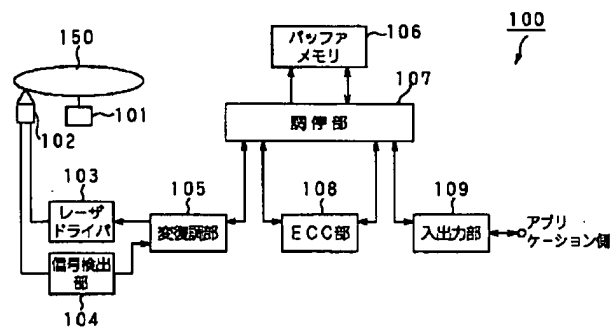 150
106
100
バッファ
メモリ
107
101
102
調停部
103
105
108
109
レーザ
ドライバ
変復調部
ECC部
入出力部
アプリ
ケーション側
信号検出
部
104